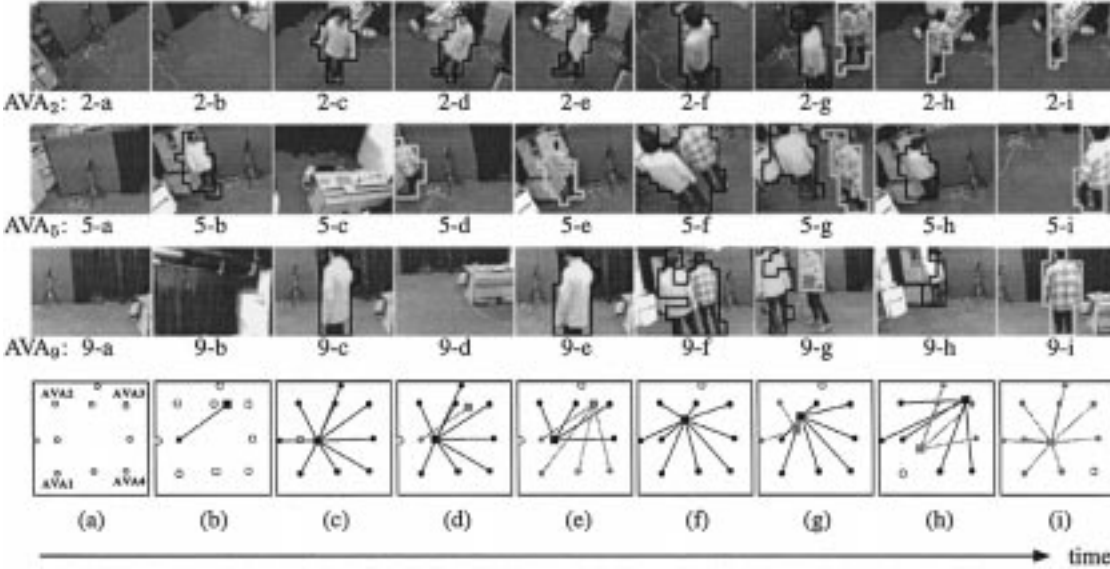 AVA2: 2-a 2-b 2-c 2-d 2-e 2-f 2-g 2-h 2-i
AVA5: 5-a 5-b 5-c 5-d 5-e 5-f 5-g 5-h 5-i
AVA9: 9-a 9-b 9-c 9-d 9-e 9-f 9-g 9-h 9-i
AVA2 AVA3
AVA1 AVA4
(a) (b) (c) (d) (e) (f) (g) (h) (i)
time